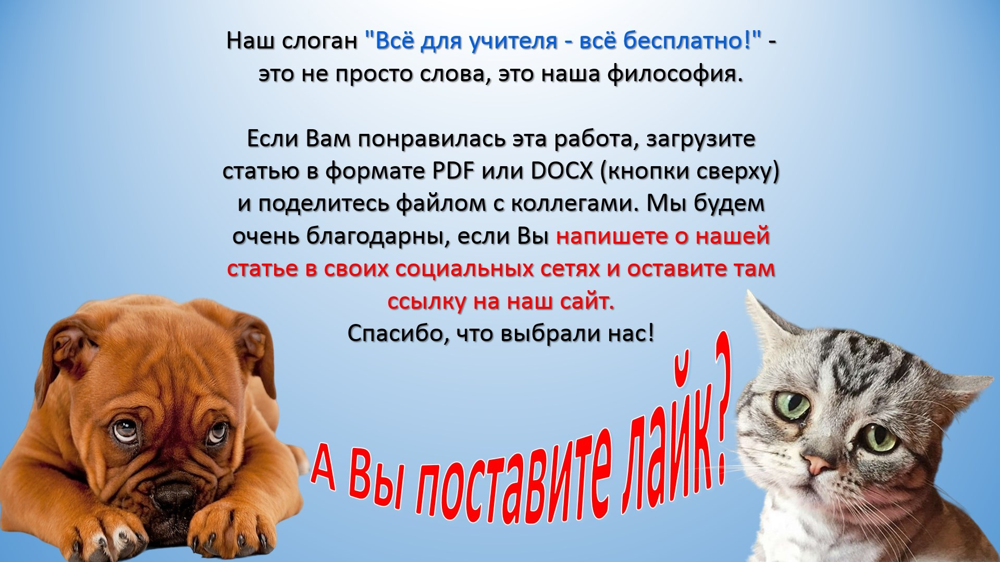 Наш слоган "Всё для учителя - всё бесплатно!" -
это не просто слова, это наша философия.
Если Вам понравилась эта работа, загрузите
статью в формате PDF или DOCX (кнопки сверху)
и поделитесь файлом с коллегами. Мы будем
очень благодарны, если Вы напишете о нашей
статье в своих социальных сетях и оставите там
ссылку на наш сайт.
Спасибо, что выбрали нас!
А Вы поставите лайк?